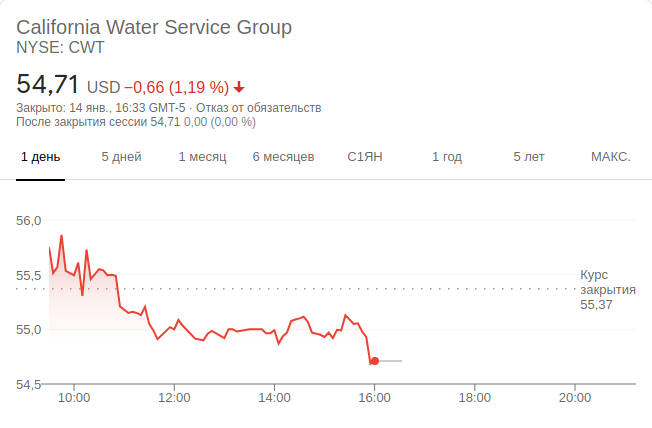 California Water Service Group
NYSE: CWT
54,71 USD −0,66 (1,19 %)
Закрыто: 14 янв., 16:33 GMT-5 · Отказ от обязательств
После закрытия сессии 54,71 0,00 (0,00 %)
1 день 5 дней 1 месяц 6 месяцев С1ЯН 1 год 5 лет МАКС.
56,0
55,5
55,0
54,5
Курс
закрытия
55,37
10:00 12:00 14:00 16:00 18:00 20:00